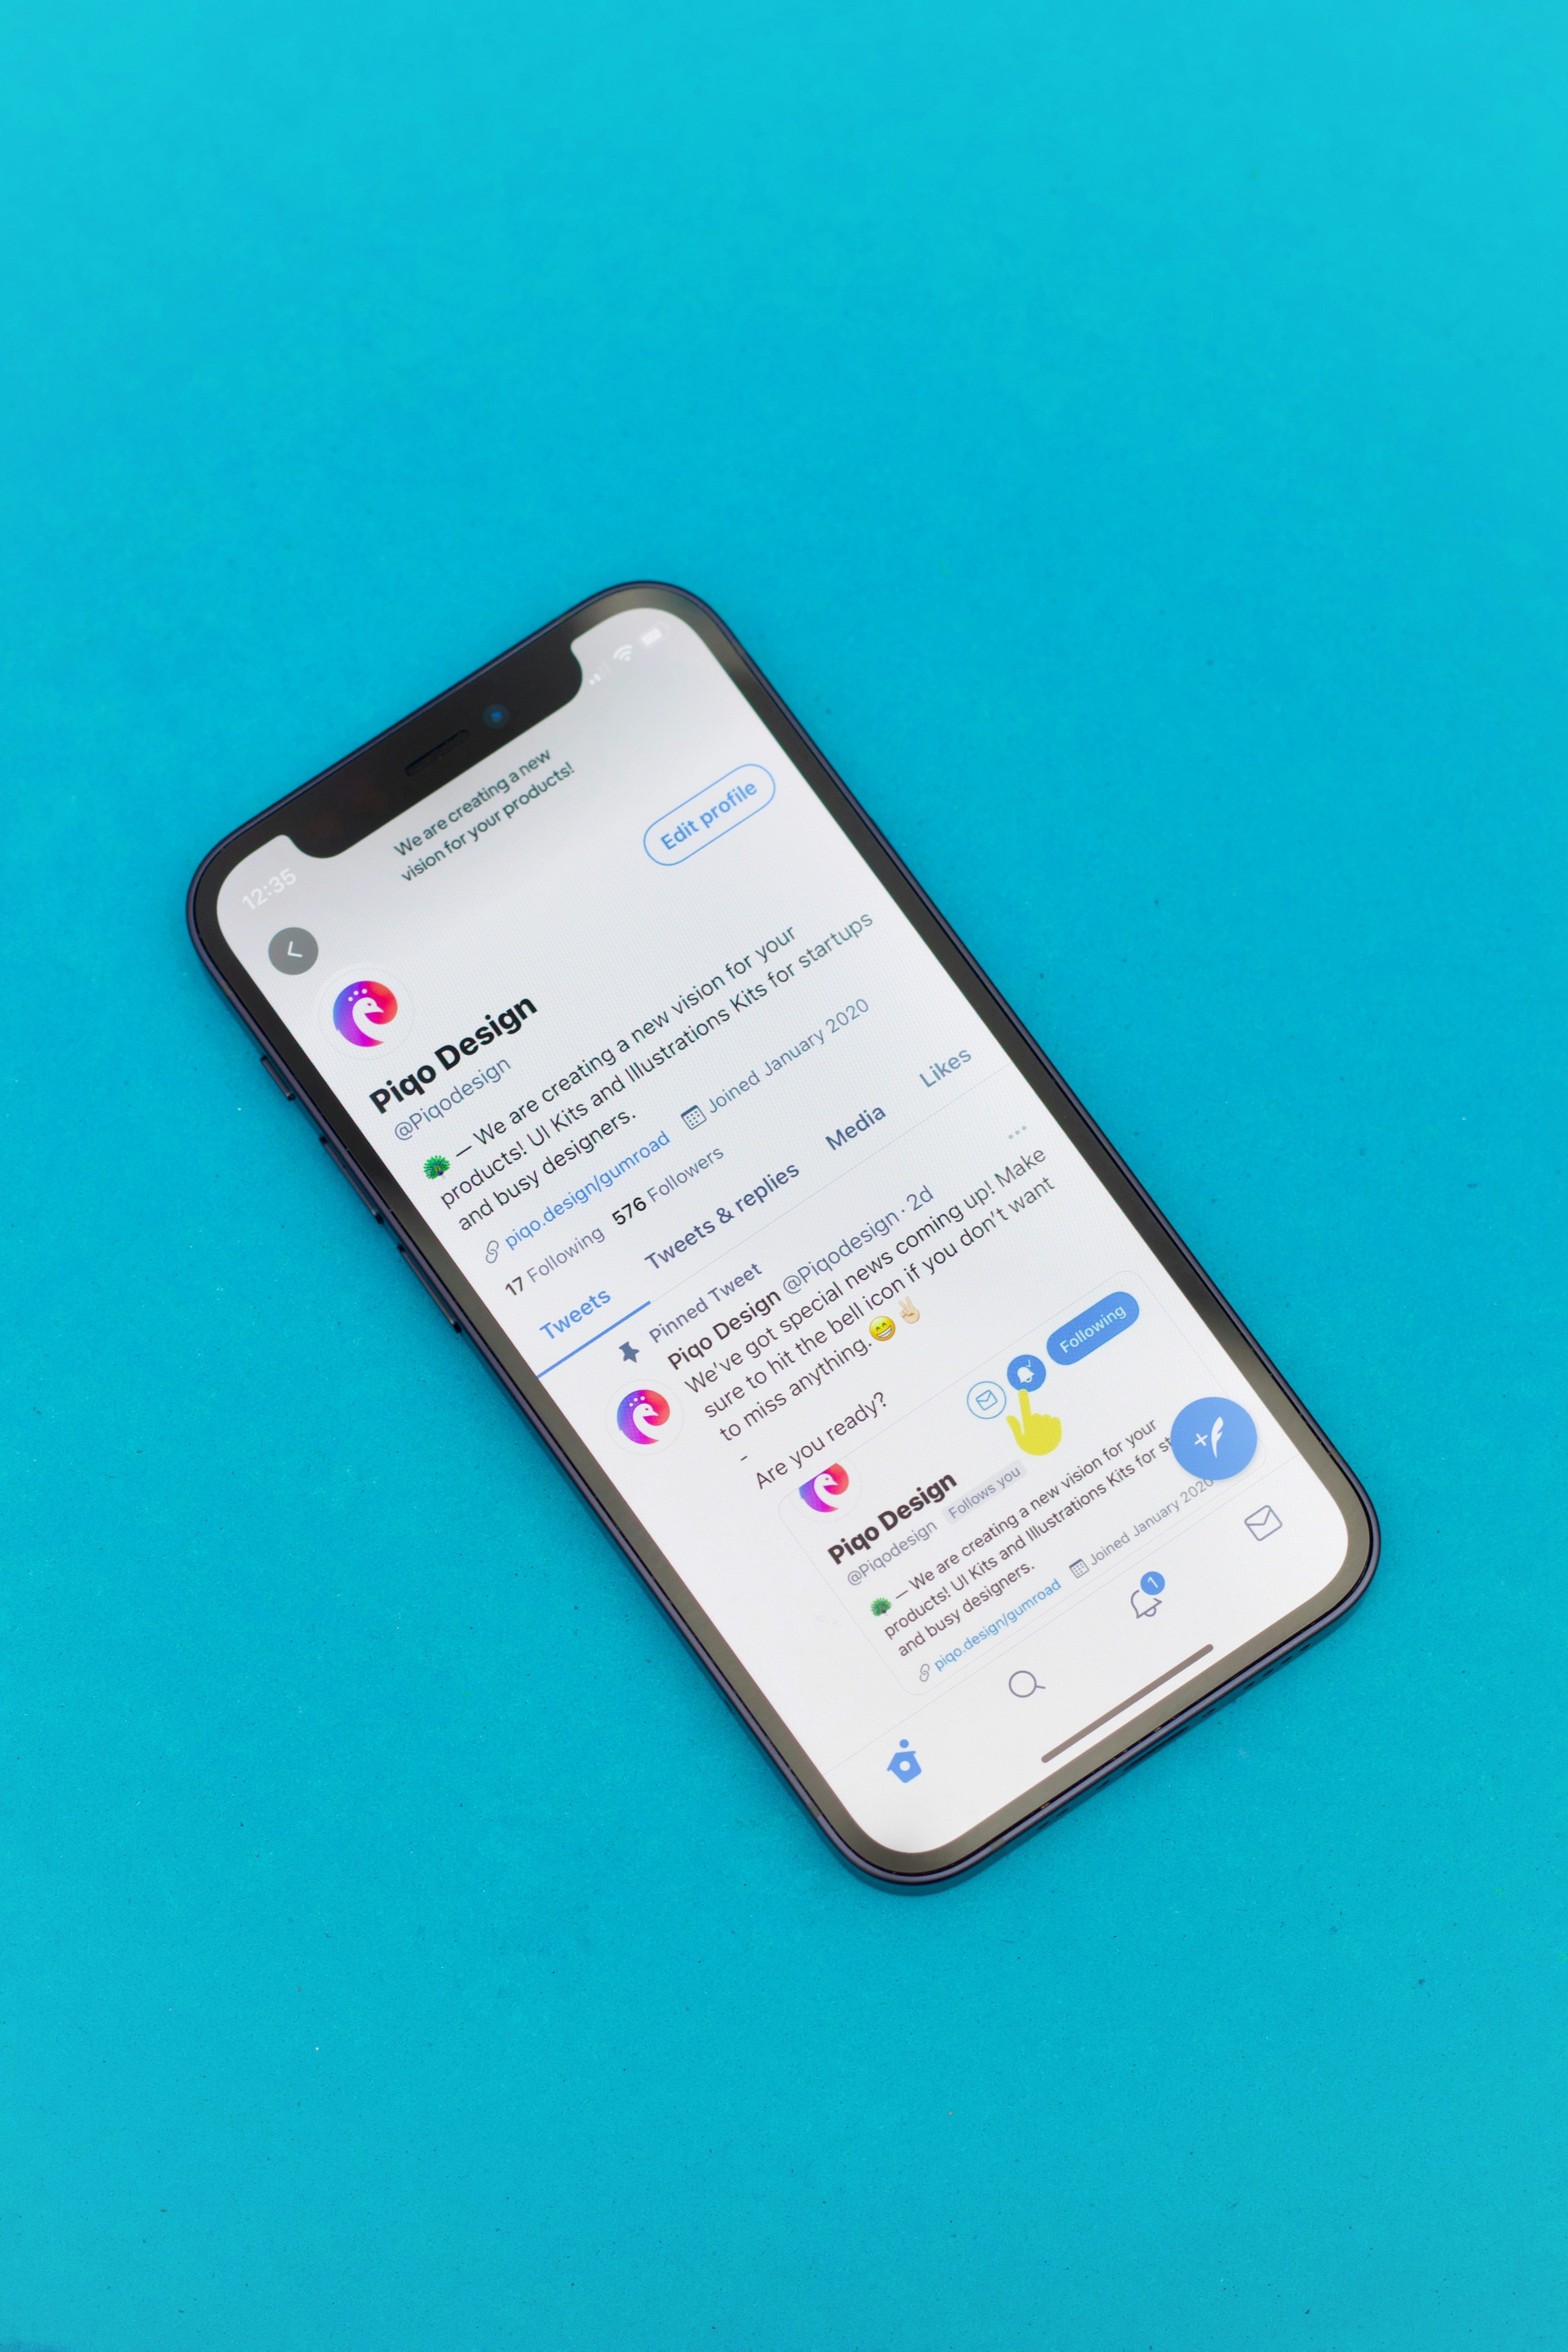 12:35
We are creating a new
vision for your products!
Edit profile
Piqo Design
@Piqodesign
🦚 — We are creating a new vision for your
products! UI Kits and Illustrations Kits for startups
and busy designers.
piqo.design/gumroad Joined January 2020
17 Following 576 Followers
Tweets Tweets & replies Media Likes
Pinned Tweet
Piqo Design @Piqodesign · 2d
We've got special news coming up! Make
sure to hit the bell icon if you don't want
to miss anything.😁✌🏻
-
Are you ready?
Following
Piqo Design
@Piqodesign Follows you
🦚 — We are creating a new vision for your
products! UI Kits and Illustrations Kits for st
and busy designers.
piqo.design/gumroad Joined January 2020
1